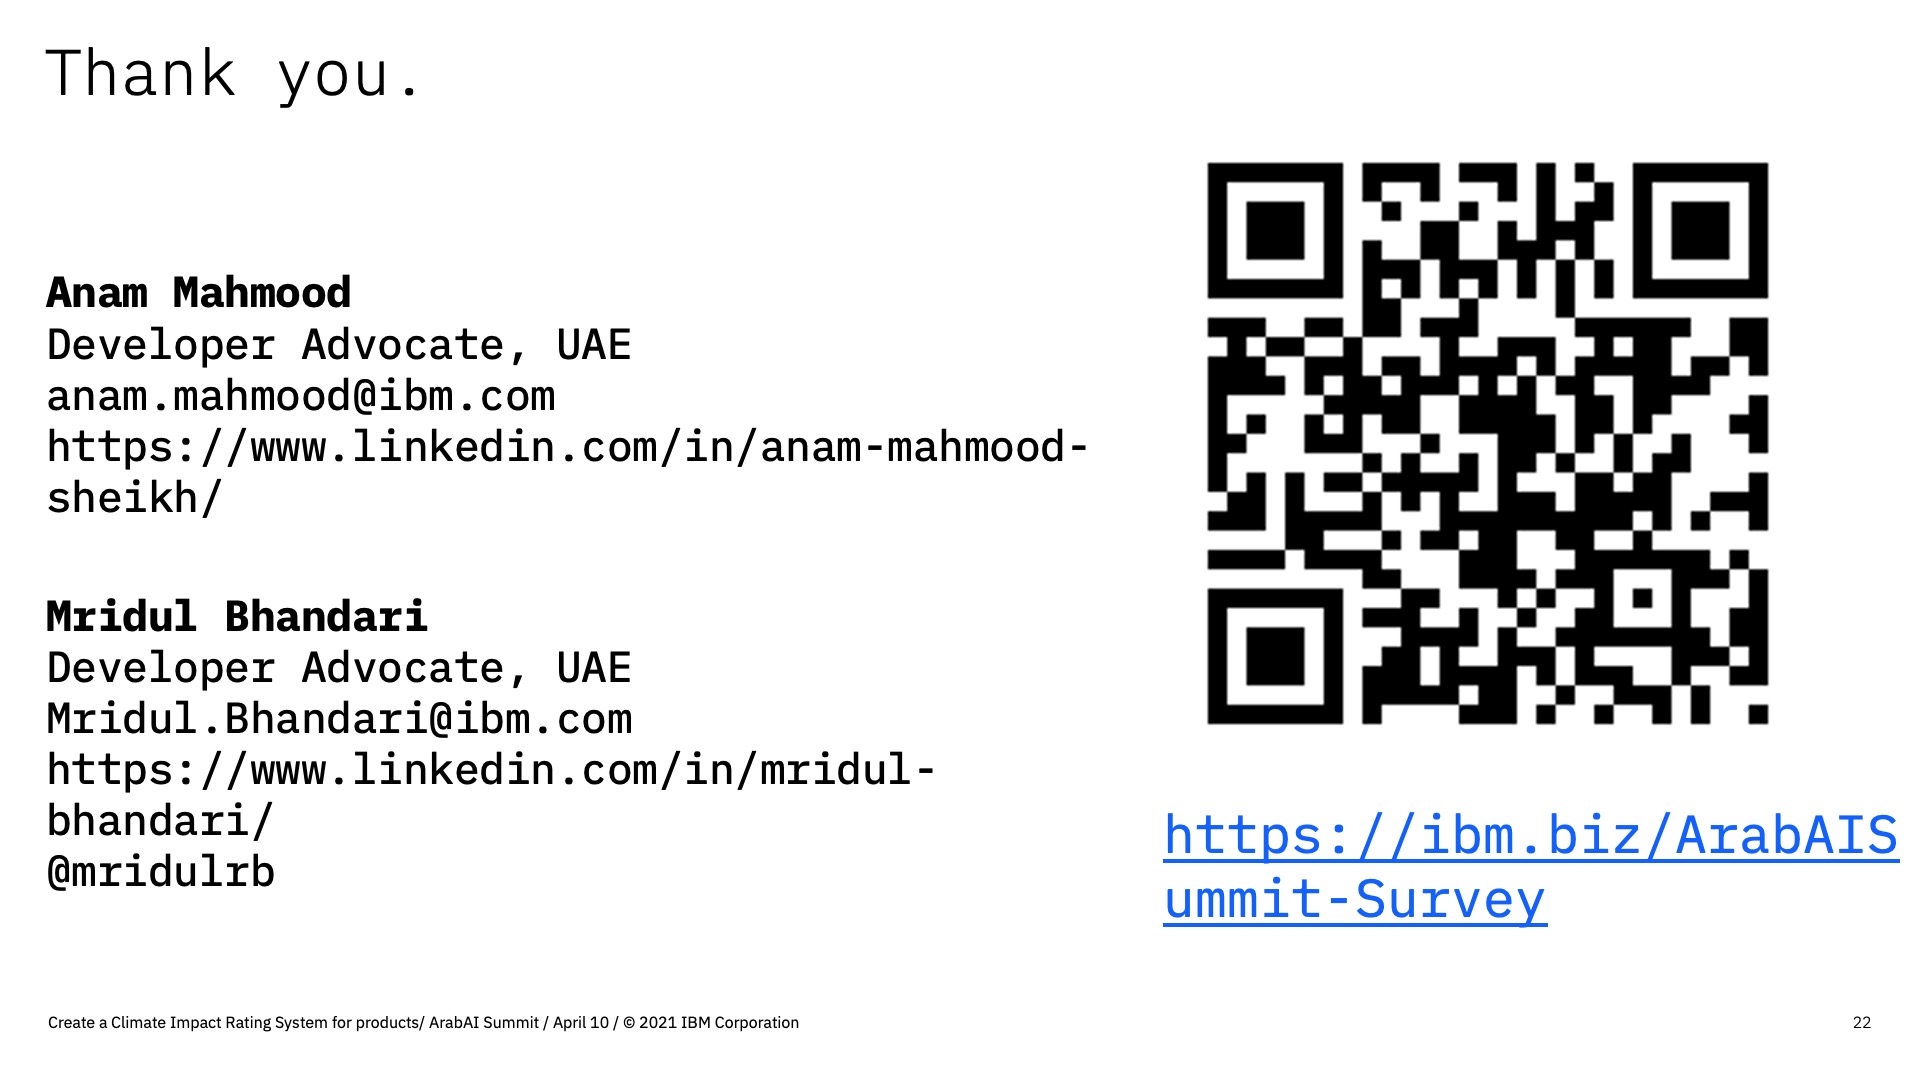 Thank you.
Anam Mahmood
Developer Advocate, UAE
anam.mahmood@ibm.com
https://www.linkedin.com/in/anam-mahmood-
sheikh/
Mridul Bhandari
Developer Advocate, UAE
Mridul.Bhandari@ibm.com
https://www.linkedin.com/in/mridul-
bhandari/
@mridulrb
https://ibm.biz/ArabAIS
ummit-Survey
Create a Climate Impact Rating System for products/ ArabAI Summit / April 10 / © 2021 IBM Corporation
22